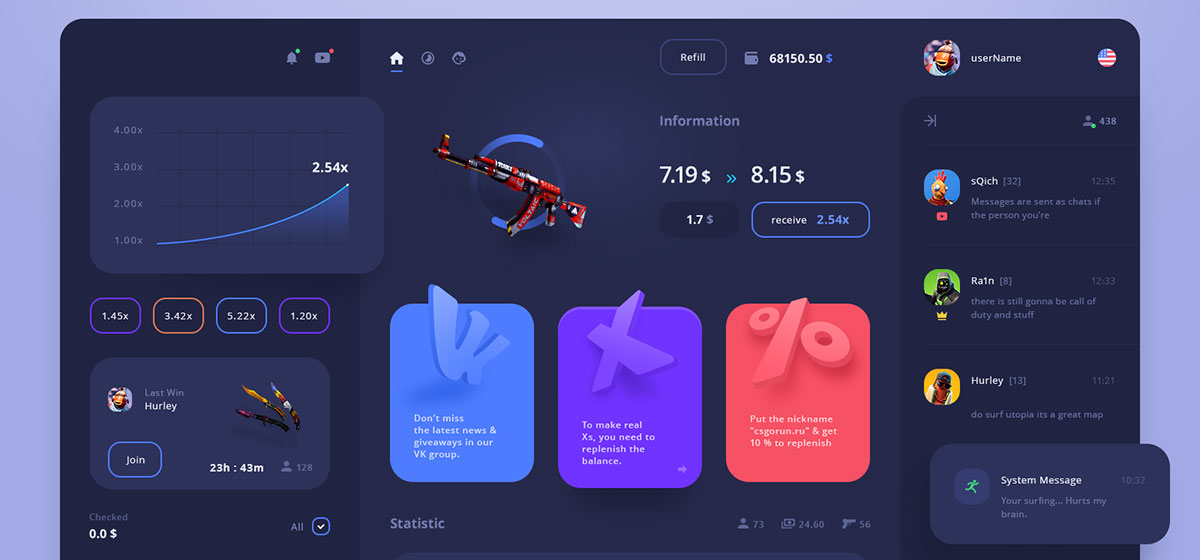 Refill
68150.50 $
userName
4.00x
3.00x
2.00x
1.00x
2.54x
1.45x
3.42x
5.22x
1.20x
Last Win
Hurley
Join
23h : 43m
128
Checked
0.0 $
All
VOLTAIC
Information
7.19 $ » 8.15 $
1.7 $
receive 2.54x
Don't miss
the latest news &
giveaways in our
VK group.
X
To make real
Xs, you need to
replenish the
balance.
%
Put the nickname
"csgorun.ru" & get
10 % to replenish
Statistic
73
24.60
56
438
sQich [32]
12:35
Messages are sent as chats if
the person you're
Ra1n [8]
12:33
there is still gonna be call of
duty and stuff
Hurley [13]
11:21
do surf utopia its a great map
System Message
10:32
Your surfing... Hurts my
brain.